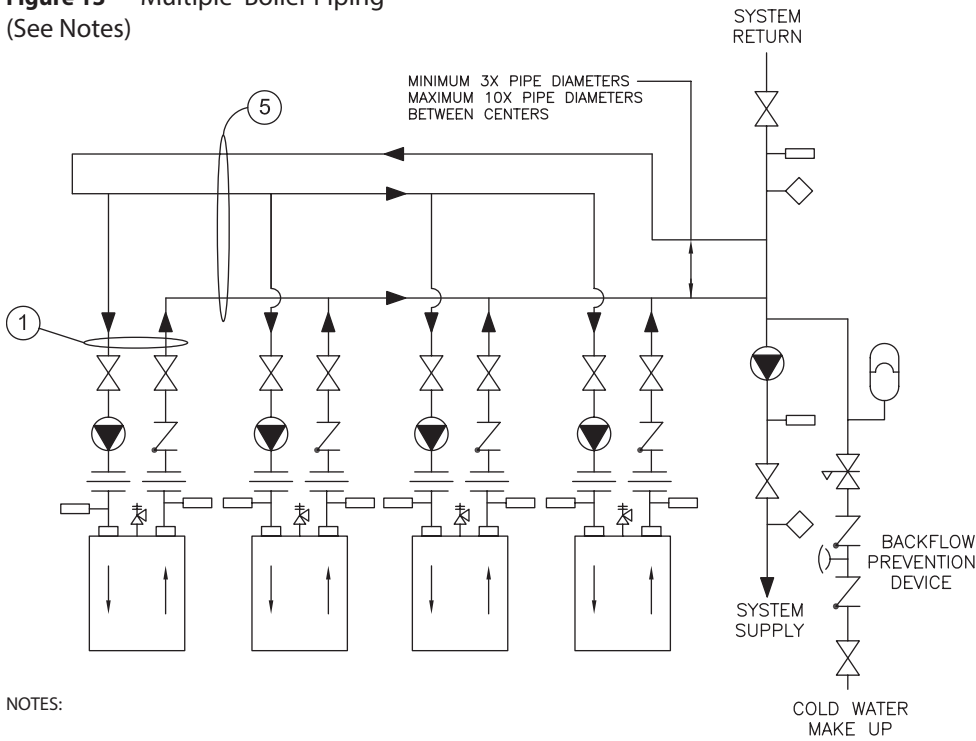 Figure 13 Multiple Boiler Piping
(See Notes)
SYSTEM
RETURN
MINIMUM 3X PIPE DIAMETERS
MAXIMUM 10X PIPE DIAMETERS
BETWEEN CENTERS
5
1
BACKFLOW
PREVENTION
DEVICE
SYSTEM
SUPPLY
NOTES:
COLD WATER
MAKE UP